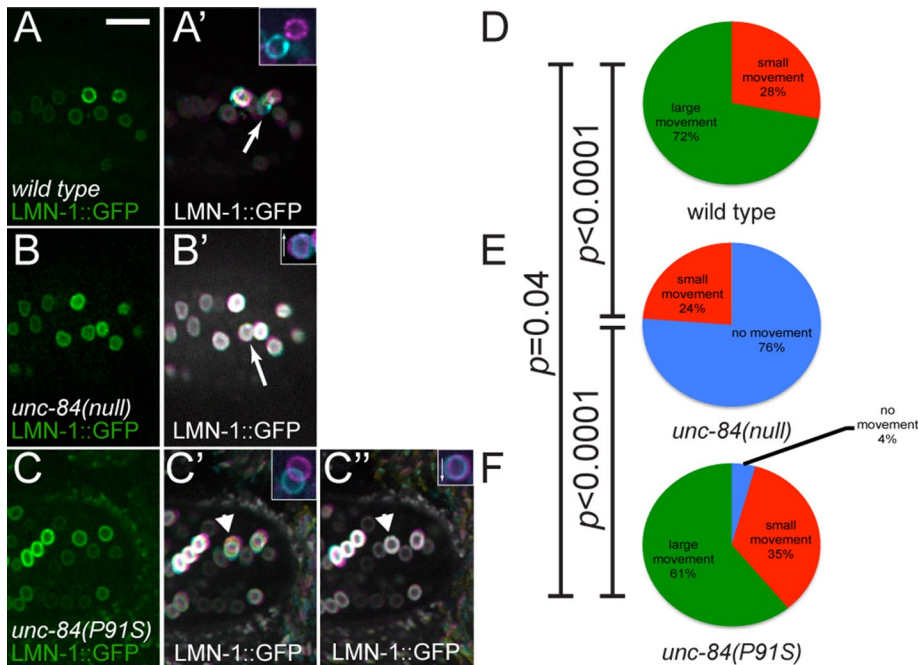 A
wild type
LMN-1::GFP
A’
LMN-1::GFP
B
unc-84(null)
LMN-1::GFP
B’
LMN-1::GFP
C
unc-84(P91S)
LMN-1::GFP
C’
LMN-1::GFP
C’’
LMN-1::GFP
D
small
movement
28%
large
movement
72%
wild type
p<0.0001
p=0.04
E
small
movement
24%
no movement
76%
unc-84(null)
p<0.0001
F
no
movement
4%
large
movement
61%
small
movement
35%
unc-84(P91S)